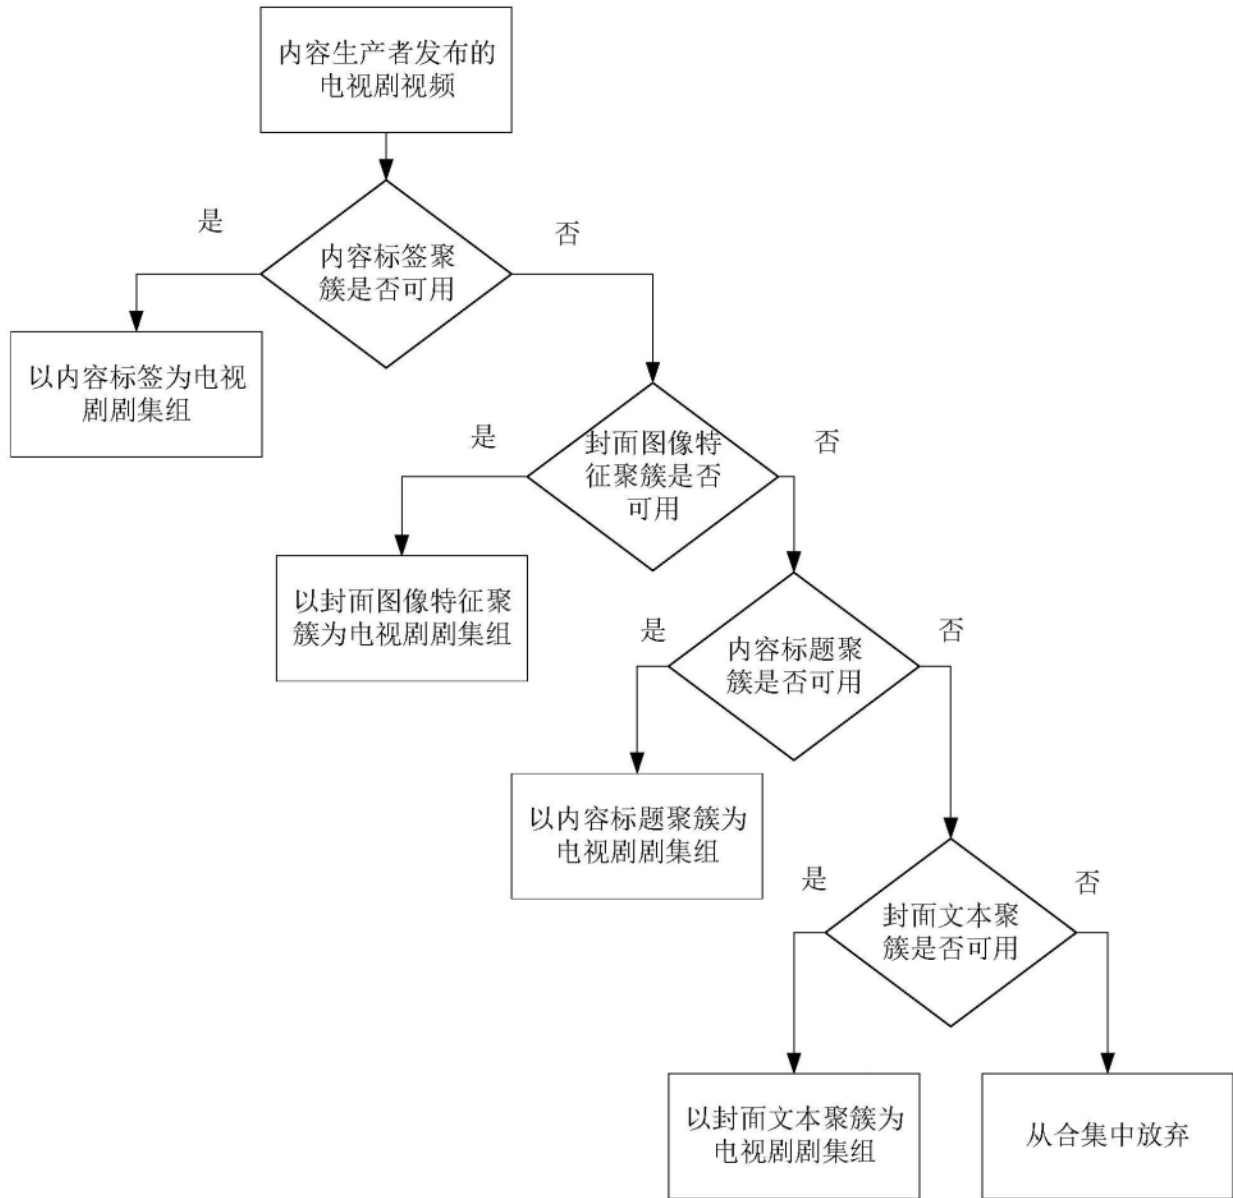 内容生产者发布的
电视剧视频
是
否
内容标签聚
簇是否可用
以内容标签为电视
剧剧集组
是
否
封面图像特
征聚簇是否
可用
以封面图像特征聚
簇为电视剧剧集组
是
否
内容标题聚
簇是否可用
以内容标题聚簇为
电视剧剧集组
是
否
封面文本聚
簇是否可用
以封面文本聚簇为
电视剧剧集组
从合集中放弃